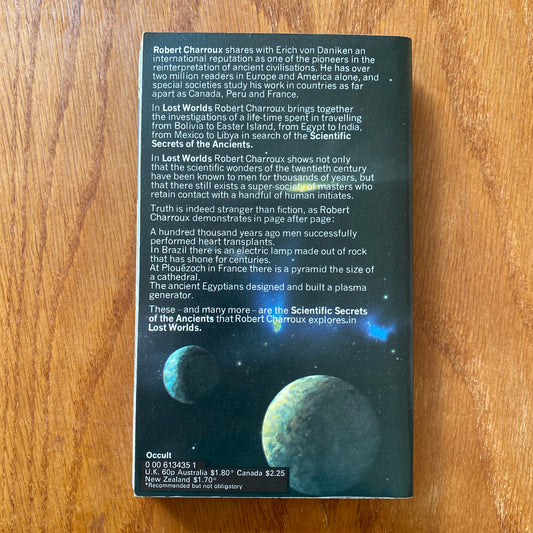 Robert Charroux shares with Erich von Daniken an
international reputation as one of the pioneers in the
reinterpretation of ancient civilisations. He has over
two million readers in Europe and America alone, and
special societies study his work in countries as far
apart as Canada, Peru and France.
In Lost Worlds Robert Charroux brings together
the investigations of a life-time spent in travelling
from Bolivia to Easter Island, from Egypt to India,
from Mexico to Libya in search of the Scientific
Secrets of the Ancients.
In Lost Worlds Robert Charroux shows not only
that the scientific wonders of the twentieth century
have been known to men for thousands of years, but
that there still exists a super-society of masters who
retain contact with a handful of human initiates.
Truth is indeed stranger than fiction, as Robert
Charroux demonstrates in page after page:
A hundred thousand years ago men successfully
performed heart transplants.
In Brazil there is an electric lamp made out of rock
that has shone for centuries.
At Plouézoch in France there is a pyramid the size of
a cathedral.
The ancient Egyptians designed and built a plasma
generator.
These - and many more - are the Scientific Secrets
of the Ancients that Robert Charroux explores in
Lost Worlds.
Occult
0 00 613435 1
U.K. 60p Australia $1.80* Canada $2.25
New Zealand $1.70*
*Recommended but not obligatory